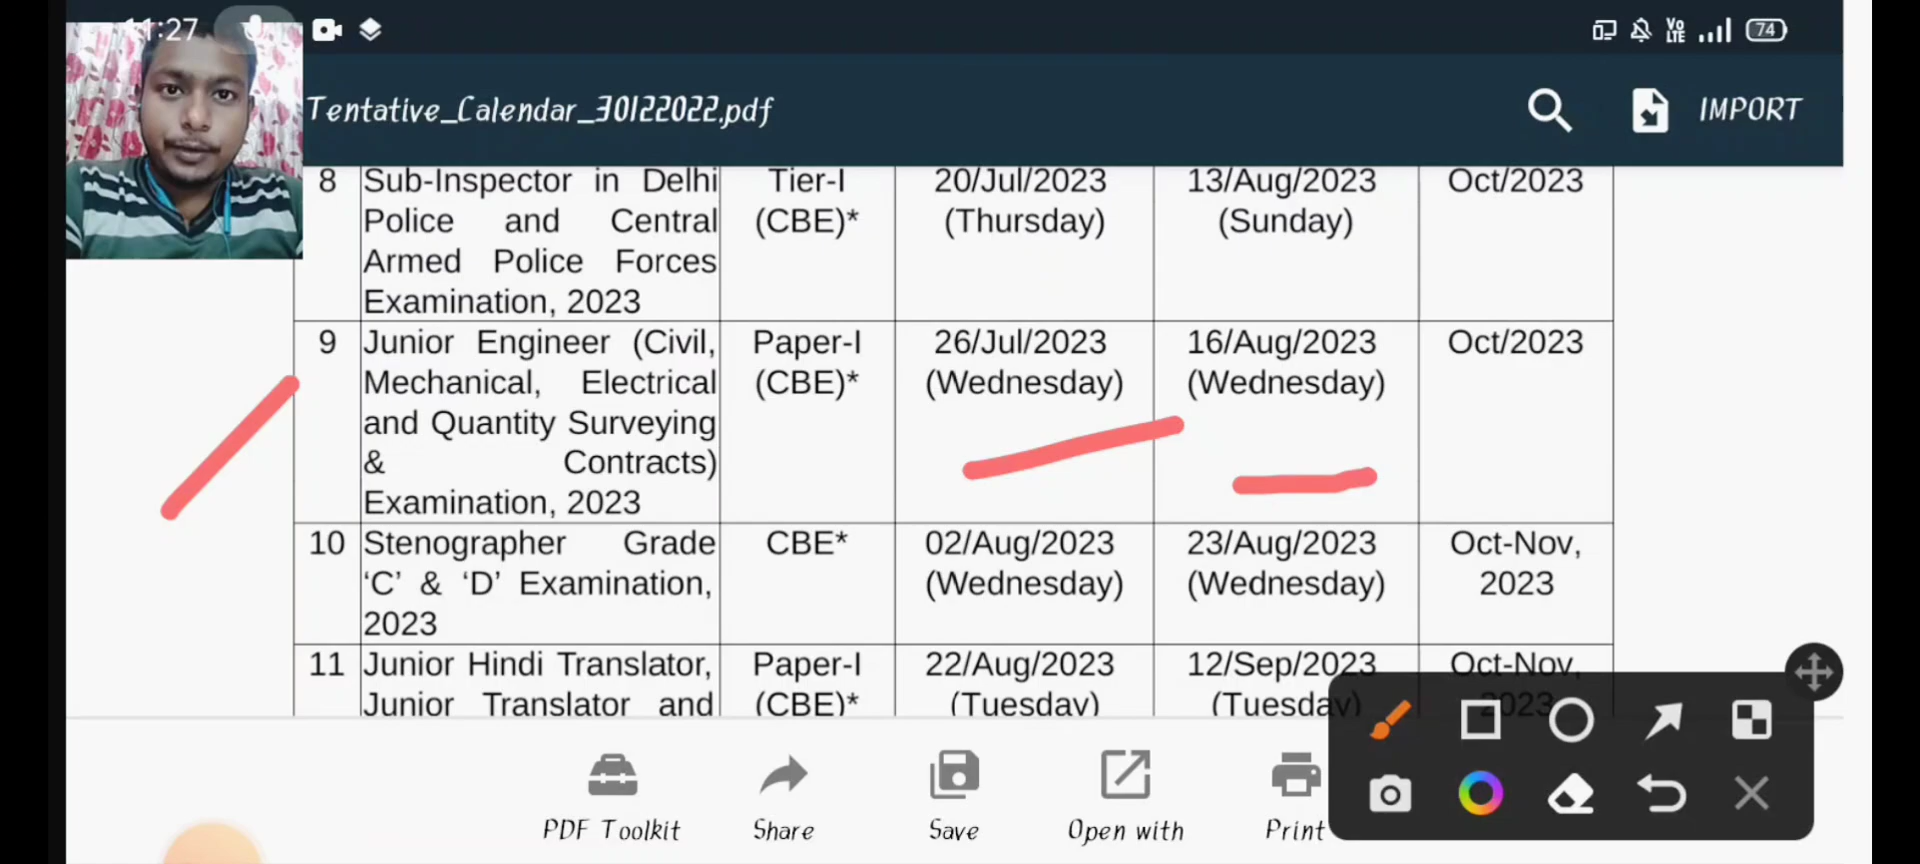 11:27
Vo LTE
74
Tentative_Calendar_30122022.pdf
IMPORT
8 Sub-Inspector in Delhi Tier-I 20/Jul/2023 13/Aug/2023 Oct/2023
Police and Central (CBE)* (Thursday) (Sunday)
Armed Police Forces
Examination, 2023
9 Junior Engineer (Civil, Paper-I 26/Jul/2023 16/Aug/2023 Oct/2023
Mechanical, Electrical (CBE)* (Wednesday) (Wednesday)
and Quantity Surveying
& Contracts)
Examination, 2023
10 Stenographer Grade CBE* 02/Aug/2023 23/Aug/2023 Oct-Nov,
‘C’ & ‘D’ Examination, (Wednesday) (Wednesday) 2023
2023
11 Junior Hindi Translator, Paper-I 22/Aug/2023 12/Sep/2023 Oct-Nov,
Junior Translator and (CBE)* (Tuesday) (Tuesday) 2023
PDF Toolkit
Share
Save
Open with
Print